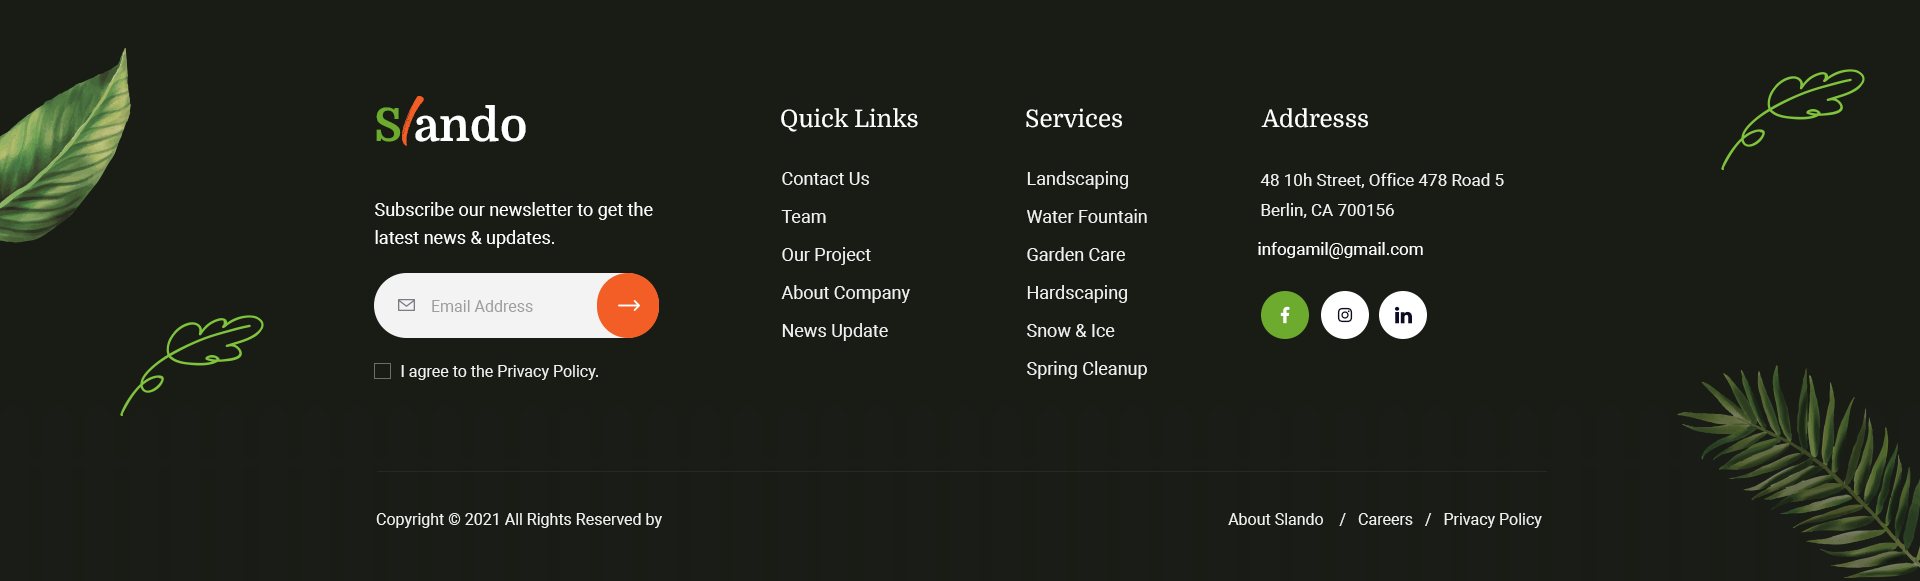 Slando
Subscribe our newsletter to get the
latest news & updates.
Email Address
I agree to the Privacy Policy.
Quick Links
Contact Us
Team
Our Project
About Company
News Update
Services
Landscaping
Water Fountain
Garden Care
Hardscaping
Snow & Ice
Spring Cleanup
Addresss
48 10h Street, Office 478 Road 5
Berlin, CA 700156
infogamil@gmail.com
f
in
Copyright © 2021 All Rights Reserved by
About Slando / Careers / Privacy Policy